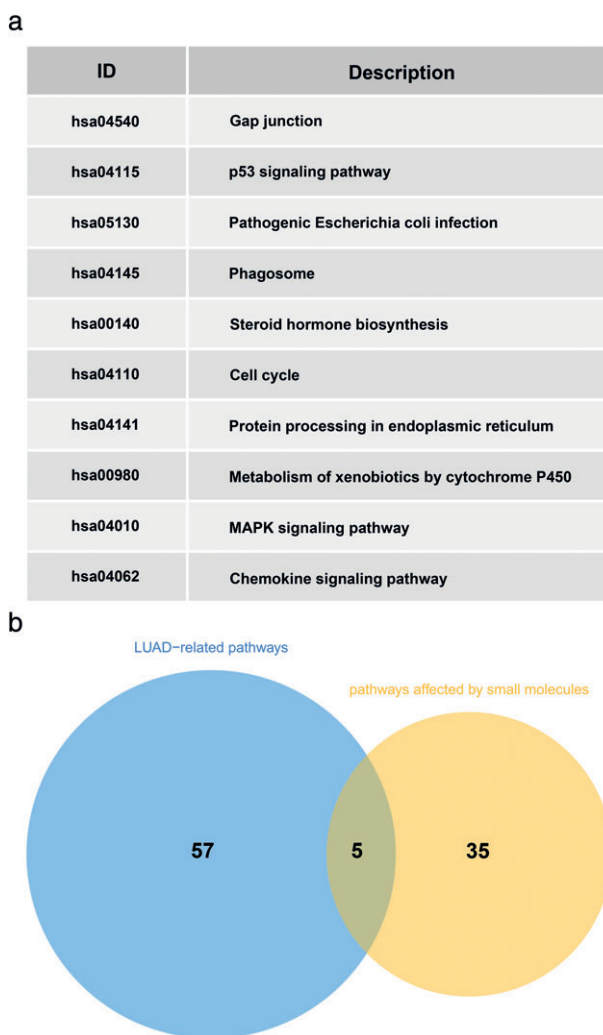 a
ID Description
hsa04540 Gap junction
hsa04115 p53 signaling pathway
hsa05130 Pathogenic Escherichia coli infection
hsa04145 Phagosome
hsa00140 Steroid hormone biosynthesis
hsa04110 Cell cycle
hsa04141 Protein processing in endoplasmic reticulum
hsa00980 Metabolism of xenobiotics by cytochrome P450
hsa04010 MAPK signaling pathway
hsa04062 Chemokine signaling pathway
b
LUAD−related pathways
pathways affected by small molecules
57 5 35